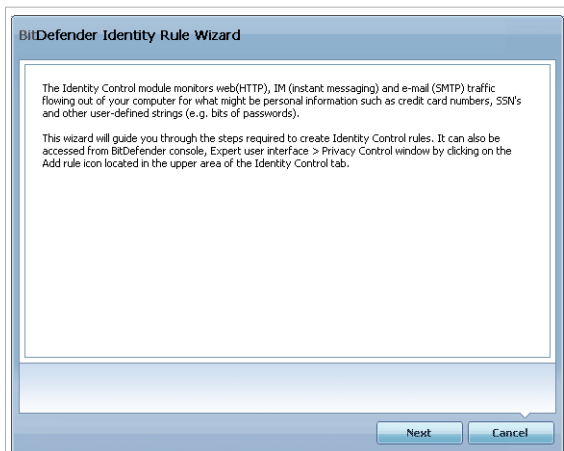 BitDefender Identity Rule Wizard
The Identity Control module monitors web(HTTP), IM (instant messaging) and e-mail (SMTP) traffic
flowing out of your computer for what might be personal information such as credit card numbers, SSN's
and other user-defined strings (e.g. bits of passwords).
This wizard will guide you through the steps required to create Identity Control rules. It can also be
accessed from BitDefender console, Expert user interface > Privacy Control window by clicking on the
Add rule icon located in the upper area of the Identity Control tab.
Next Cancel